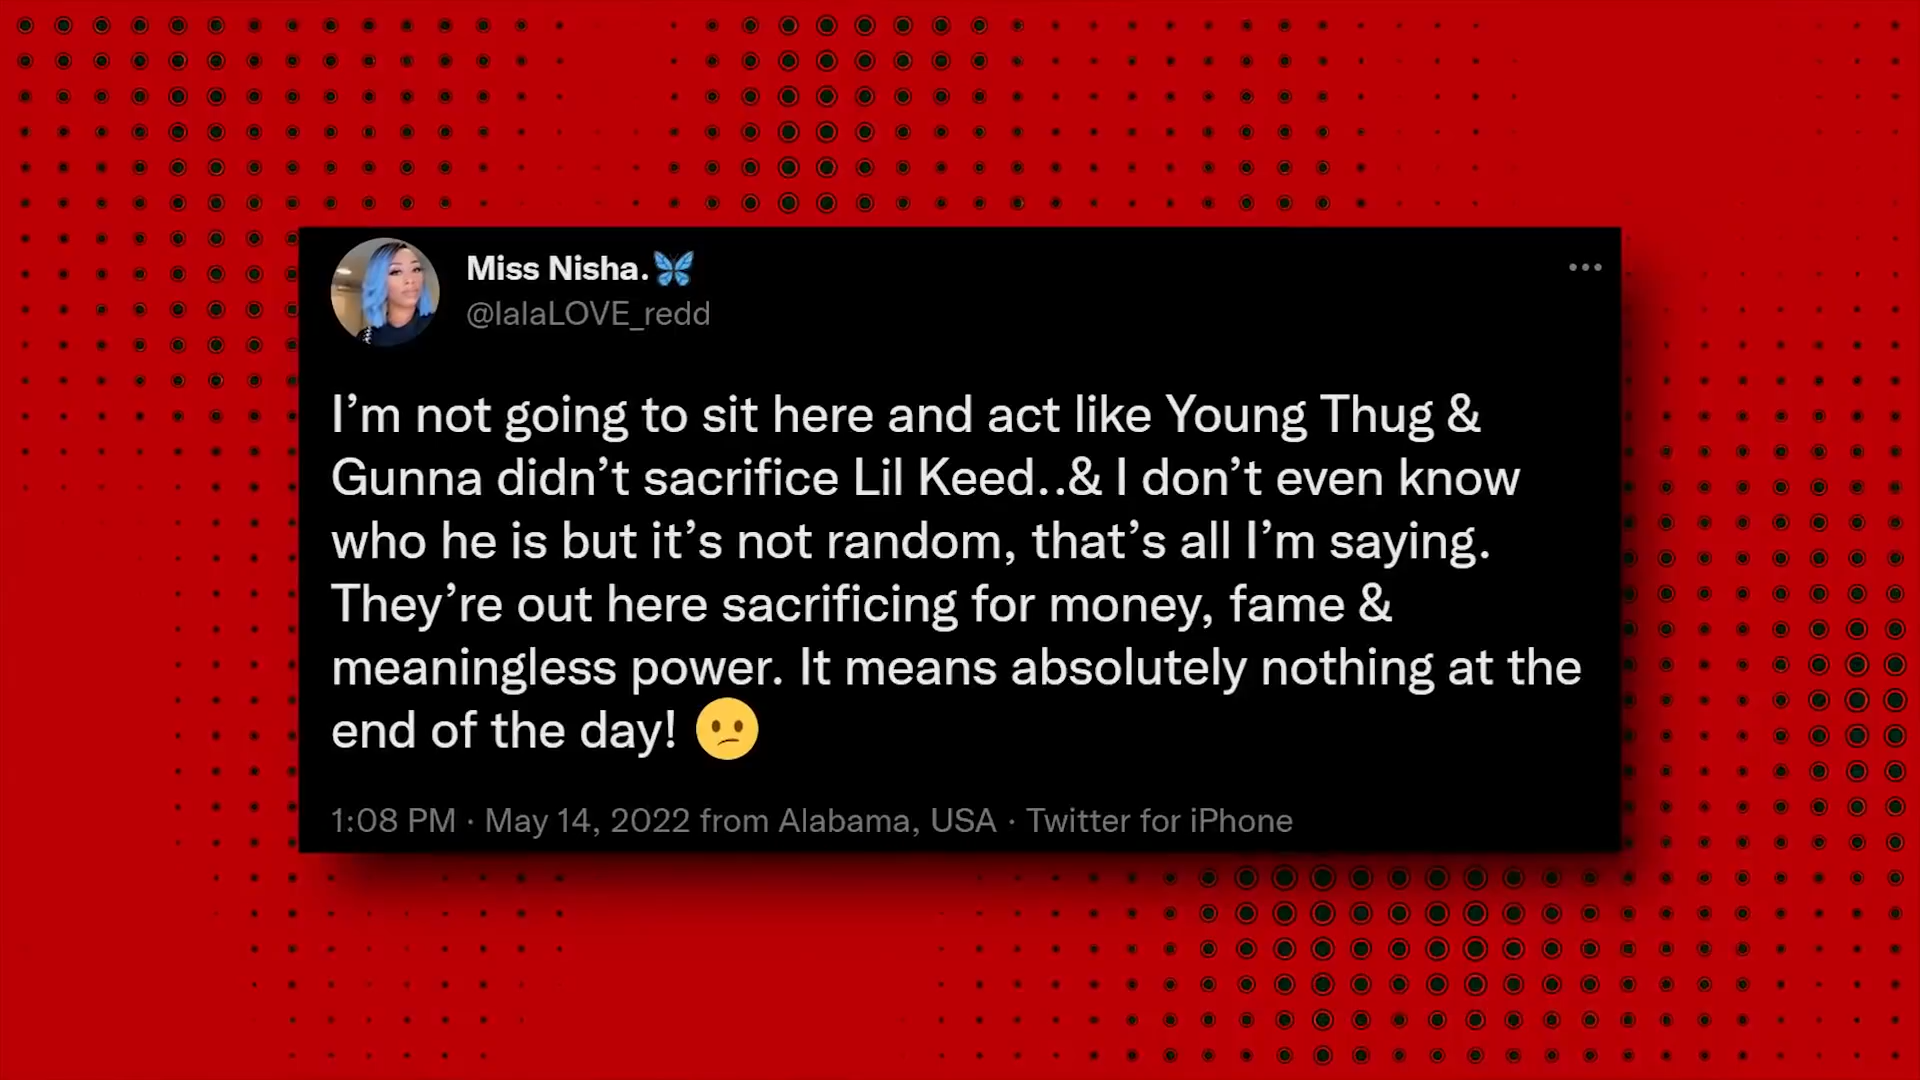 Miss Nisha.🦋
@lalaLOVE_redd
I’m not going to sit here and act like Young Thug &
Gunna didn’t sacrifice Lil Keed..& I don’t even know
who he is but it’s not random, that’s all I’m saying.
They’re out here sacrificing for money, fame &
meaningless power. It means absolutely nothing at the
end of the day! 😕
1:08 PM · May 14, 2022 from Alabama, USA · Twitter for iPhone